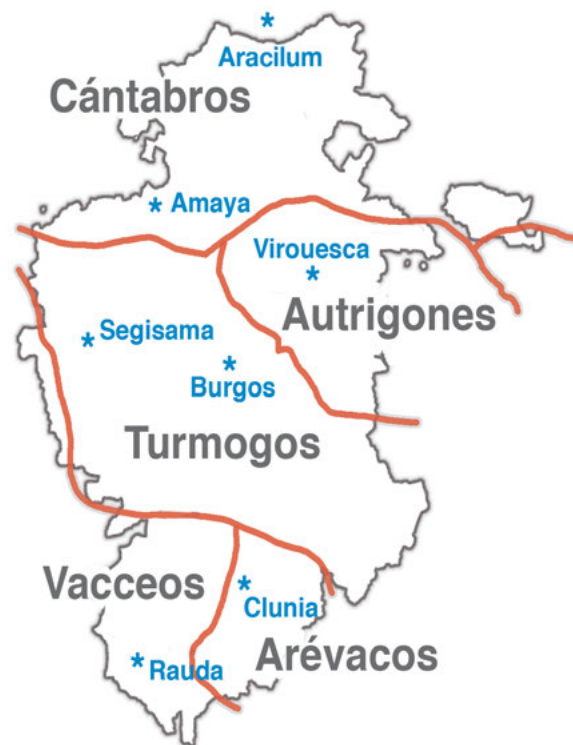 *
Aracilum
Cántabros
* Amaya
Virouesca
*
Autrigones
* Segisama
*
Burgos
Turmogos
Vacceos
*
Clunia
Arévacos
* Rauda